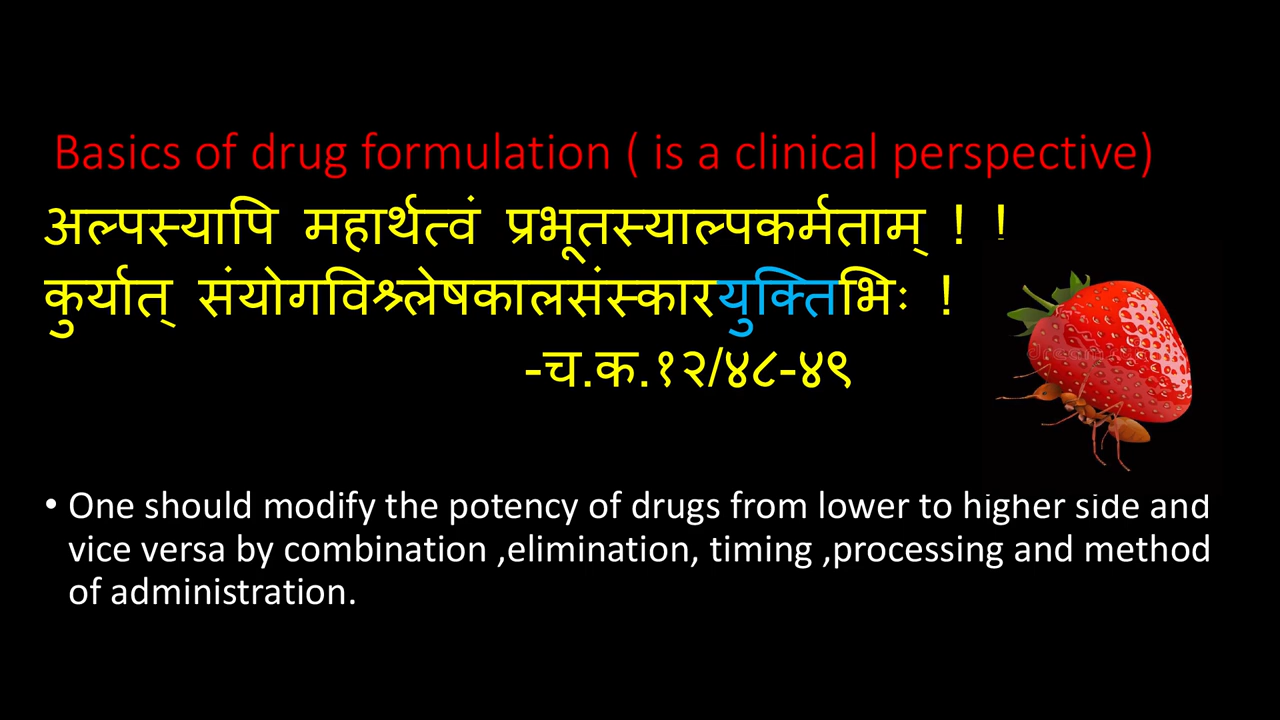 Basics of drug formulation ( is a clinical perspective)
अल्पस्यापि महार्थत्वं प्रभूतस्याल्पकर्मताम् ! !
कुर्यात् संयोगविश्लेषकालसंस्कारयुक्तिभिः !
-च.क.१२/४८-४९
• One should modify the potency of drugs from lower to higher side and
vice versa by combination ,elimination, timing ,processing and method
of administration.